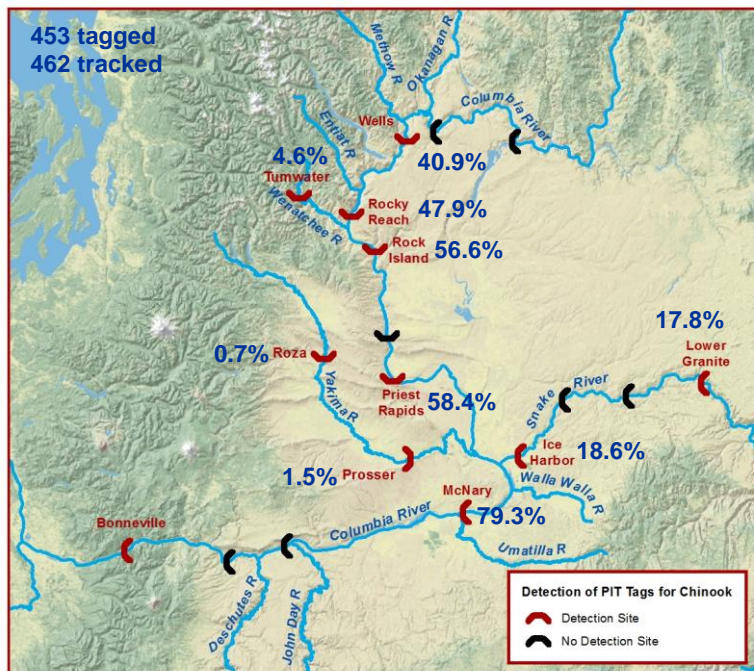 453 tagged
462 tracked
Methow R
Okanagan R
Columbia River
Wells
Entiat R
4.6%
Tumwater
40.9%
Wenatchee R
Rocky
Reach
47.9%
Rock
Island
56.6%
17.8%
Lower
Granite
0.7%
Roza
Priest
Rapids
58.4%
Snake River
Yakima R
Ice
Harbor
18.6%
1.5%
Prosser
Walla Walla R
McNary
79.3%
Bonneville
Columbia River
Umatilla R
Deschutes R
John Day R
Detection of PIT Tags for Chinook
Detection Site
No Detection Site